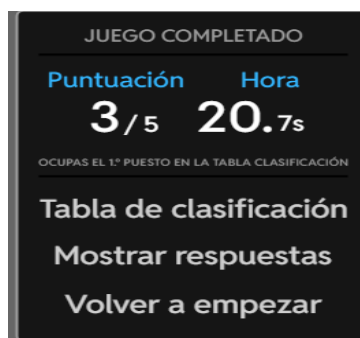 JUEGO COMPLETADO
Puntuación Hora
3/5 20.7s
OCUPAS EL 1.º PUESTO EN LA TABLA CLASIFICACIÓN
Tabla de clasificación
Mostrar respuestas
Volver a empezar